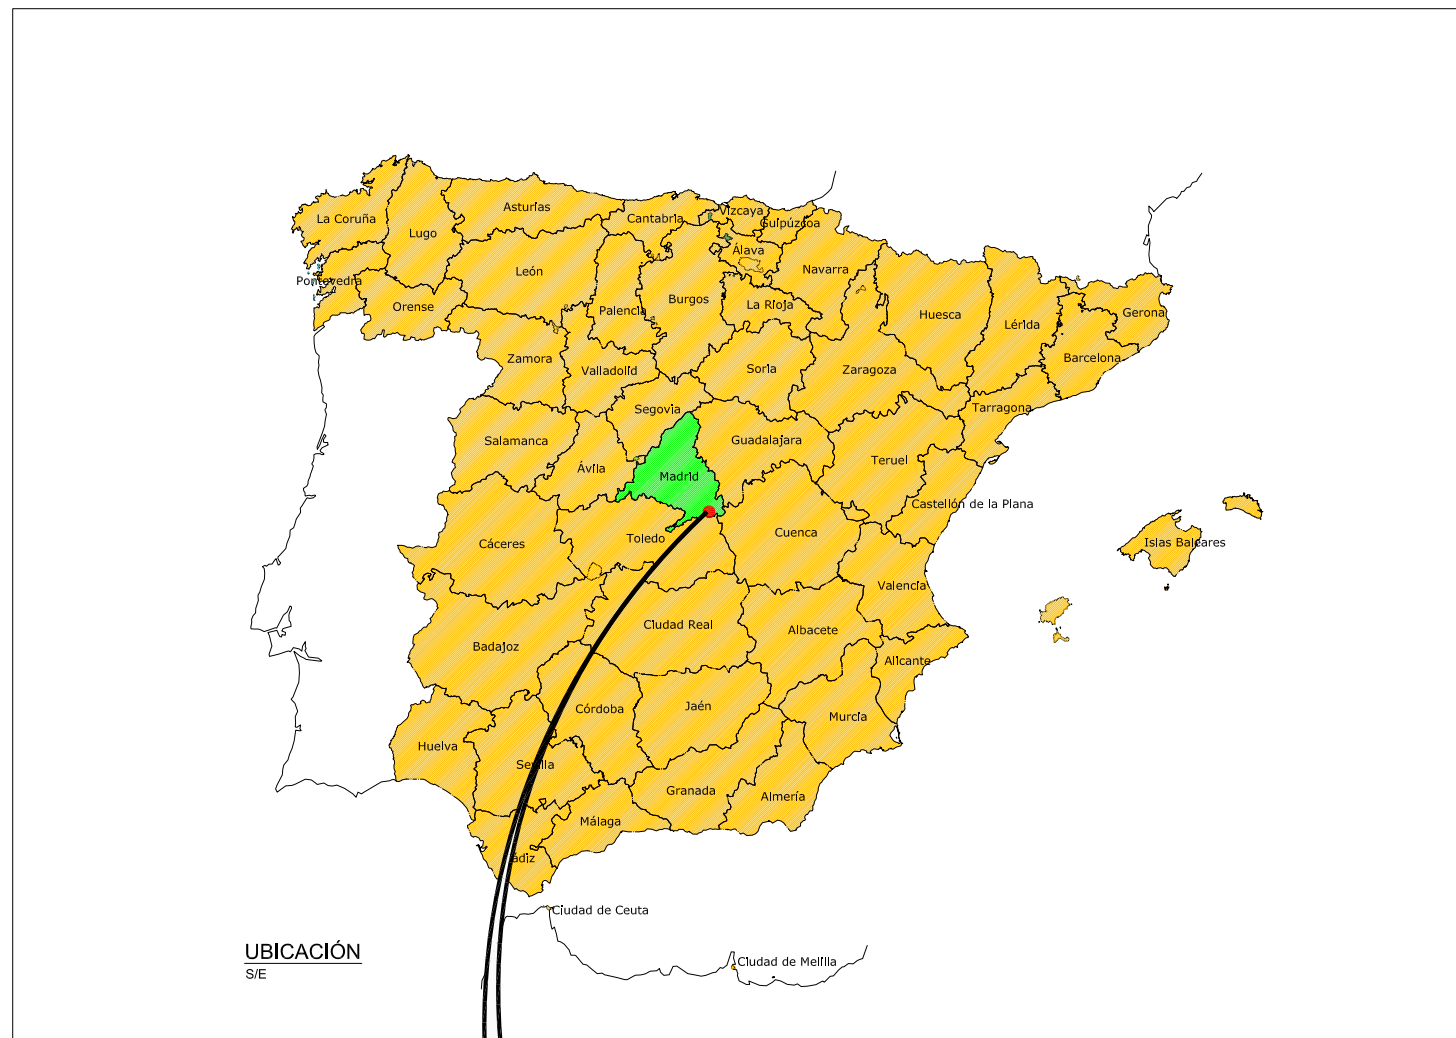 Asturias
Cantabria
Vizcaya
Guipúzcoa
La Coruña
Lugo
Álava
Navarra
León
Pontevedra
Orense
Palencia
Burgos
La Rioja
Huesca
Lérida
Gerona
Zamora
Valladolid
Soria
Zaragoza
Barcelona
Segovia
Tarragona
Salamanca
Ávila
Madrid
Guadalajara
Teruel
Castellón de la Plana
Cáceres
Toledo
Cuenca
Islas Baleares
Valencia
Badajoz
Ciudad Real
Albacete
Alicante
Huelva
Córdoba
Jaén
Murcia
Sevilla
Granada
Almería
Málaga
ádiz
Ciudad de Ceuta
Ciudad de Melilla
UBICACIÓN
S/E